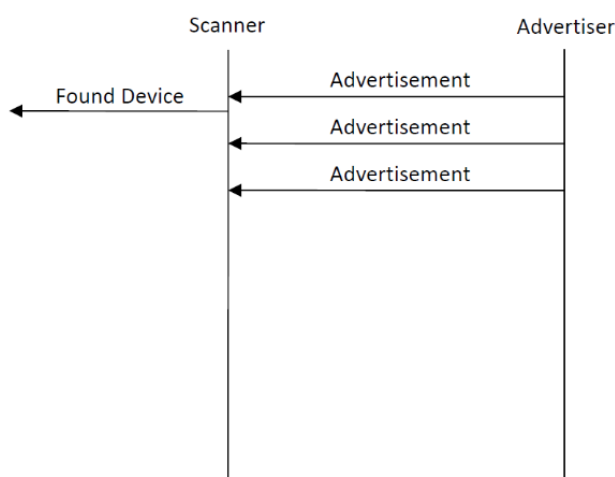 Scanner
Advertiser
Advertisement
Found Device
Advertisement
Advertisement